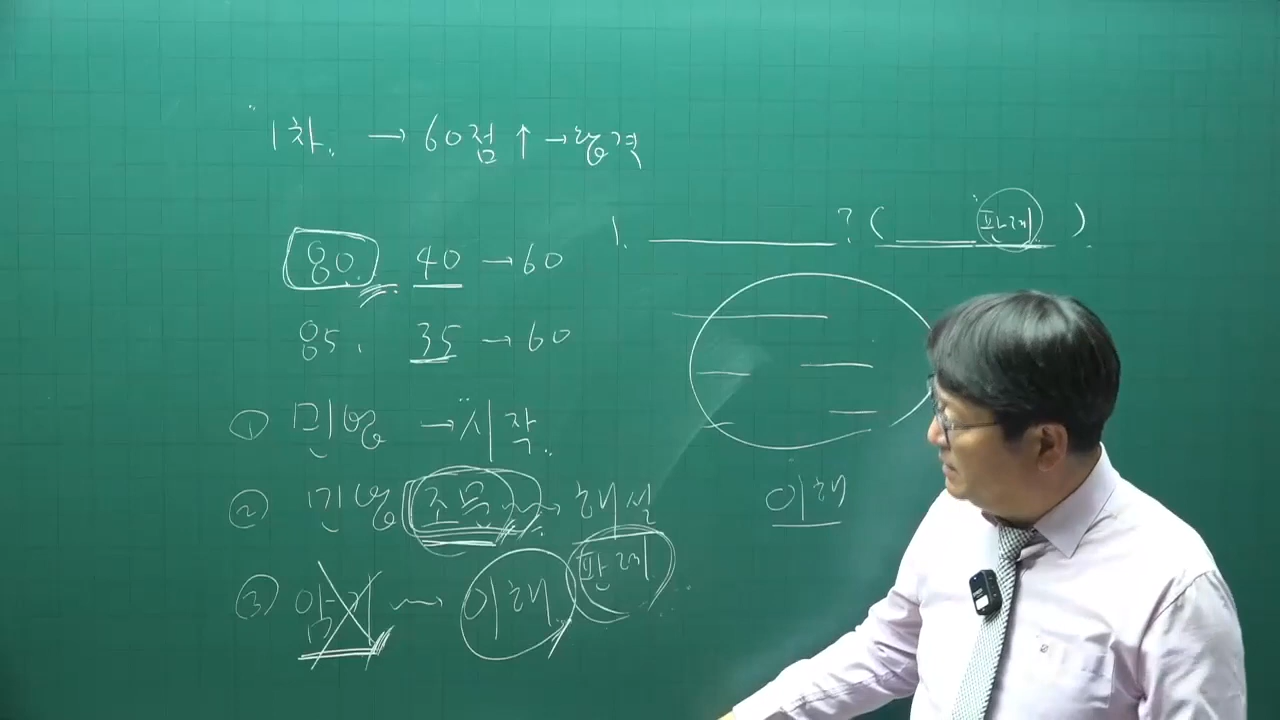 1차. → 60점 ↑ → 합격
1. ? ( 판례 )
80. 40 → 60
85. 35 → 60
① 민법 → 시작.
② 민법 조문 → 해설
이해
③ 암기 → 이해 판례